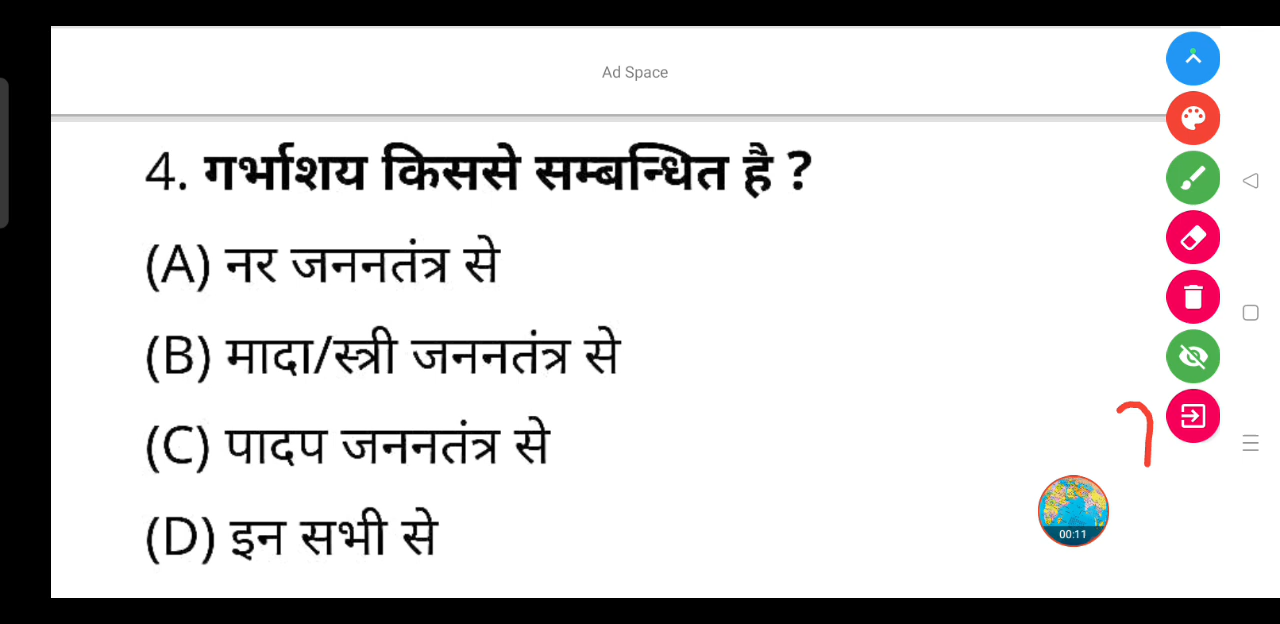 Ad Space
4. गर्भाशय किससे सम्बन्धित है ?
(A) नर जननतंत्र से
(B) मादा/स्त्री जननतंत्र से
(C) पादप जननतंत्र से
(D) इन सभी से
00:11